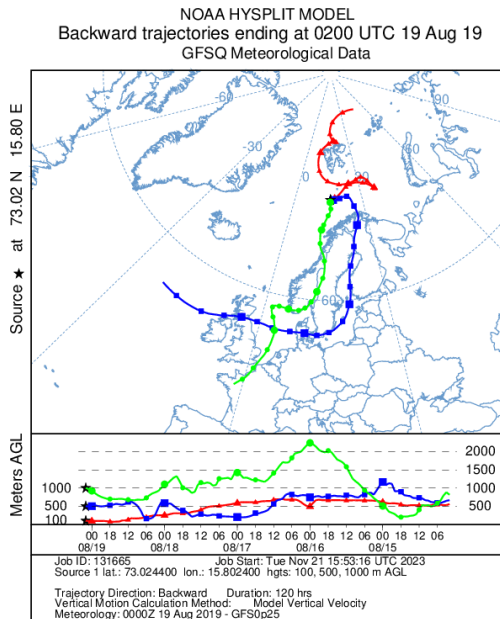 NOAA HYSPLIT MODEL
Backward trajectories ending at 0200 UTC 19 Aug 19
GFSQ Meteorological Data
Source ★ at 73.02 N 15.80 E
60
30
0
30
60
90
60
Meters AGL
1000
500
100
2000
1500
1000
500
00 18 12 06 00 18 12 06 00 18 12 06 00 18 12 06 00 18 12 06
08/19 08/18 08/17 08/16 08/15
Job ID: 131665 Job Start: Tue Nov 21 15:53:16 UTC 2023
Source 1 lat.: 73.024400 lon.: 15.802400 hgts: 100, 500, 1000 m AGL
Trajectory Direction: Backward Duration: 120 hrs
Vertical Motion Calculation Method: Model Vertical Velocity
Meteorology: 0000Z 19 Aug 2019 - GFS0p25